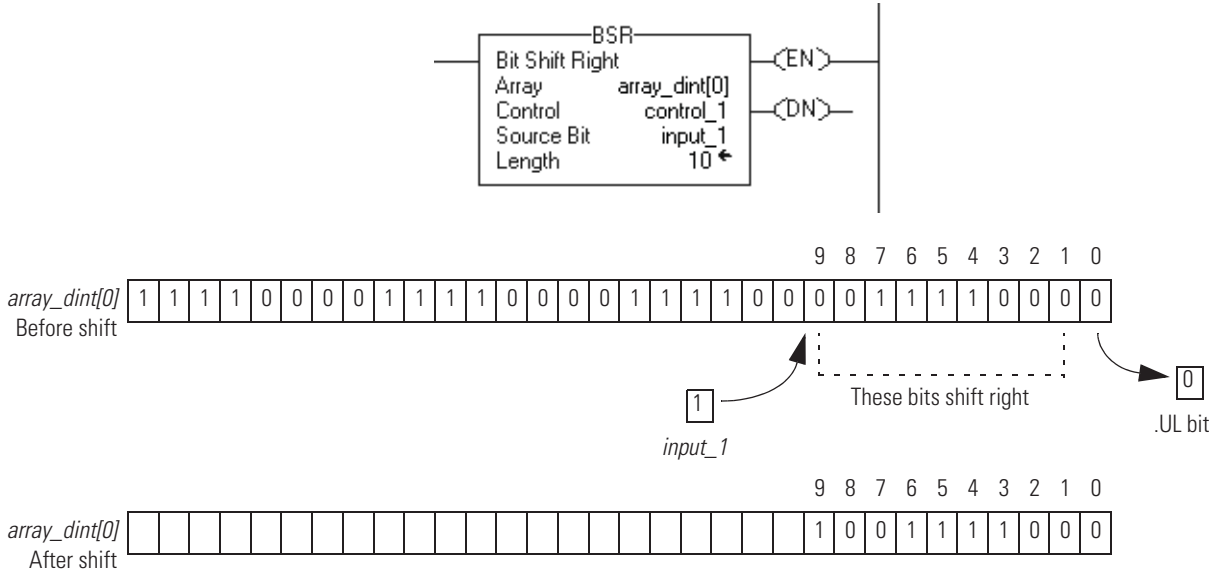 BSR
Bit Shift Right
Array array_dint[0]
Control control_1
Source Bit input_1
Length 10
EN
DN
9 8 7 6 5 4 3 2 1 0
array_dint[0] 1 1 1 1 0 0 0 0 1 1 1 1 0 0 0 0 1 1 1 1 0 0 0 0 1 1 1 1 0 0 0 0
Before shift
These bits shift right
1
input_1
0
.UL bit
9 8 7 6 5 4 3 2 1 0
array_dint[0] 1 0 0 1 1 1 1 0 0 0
After shift